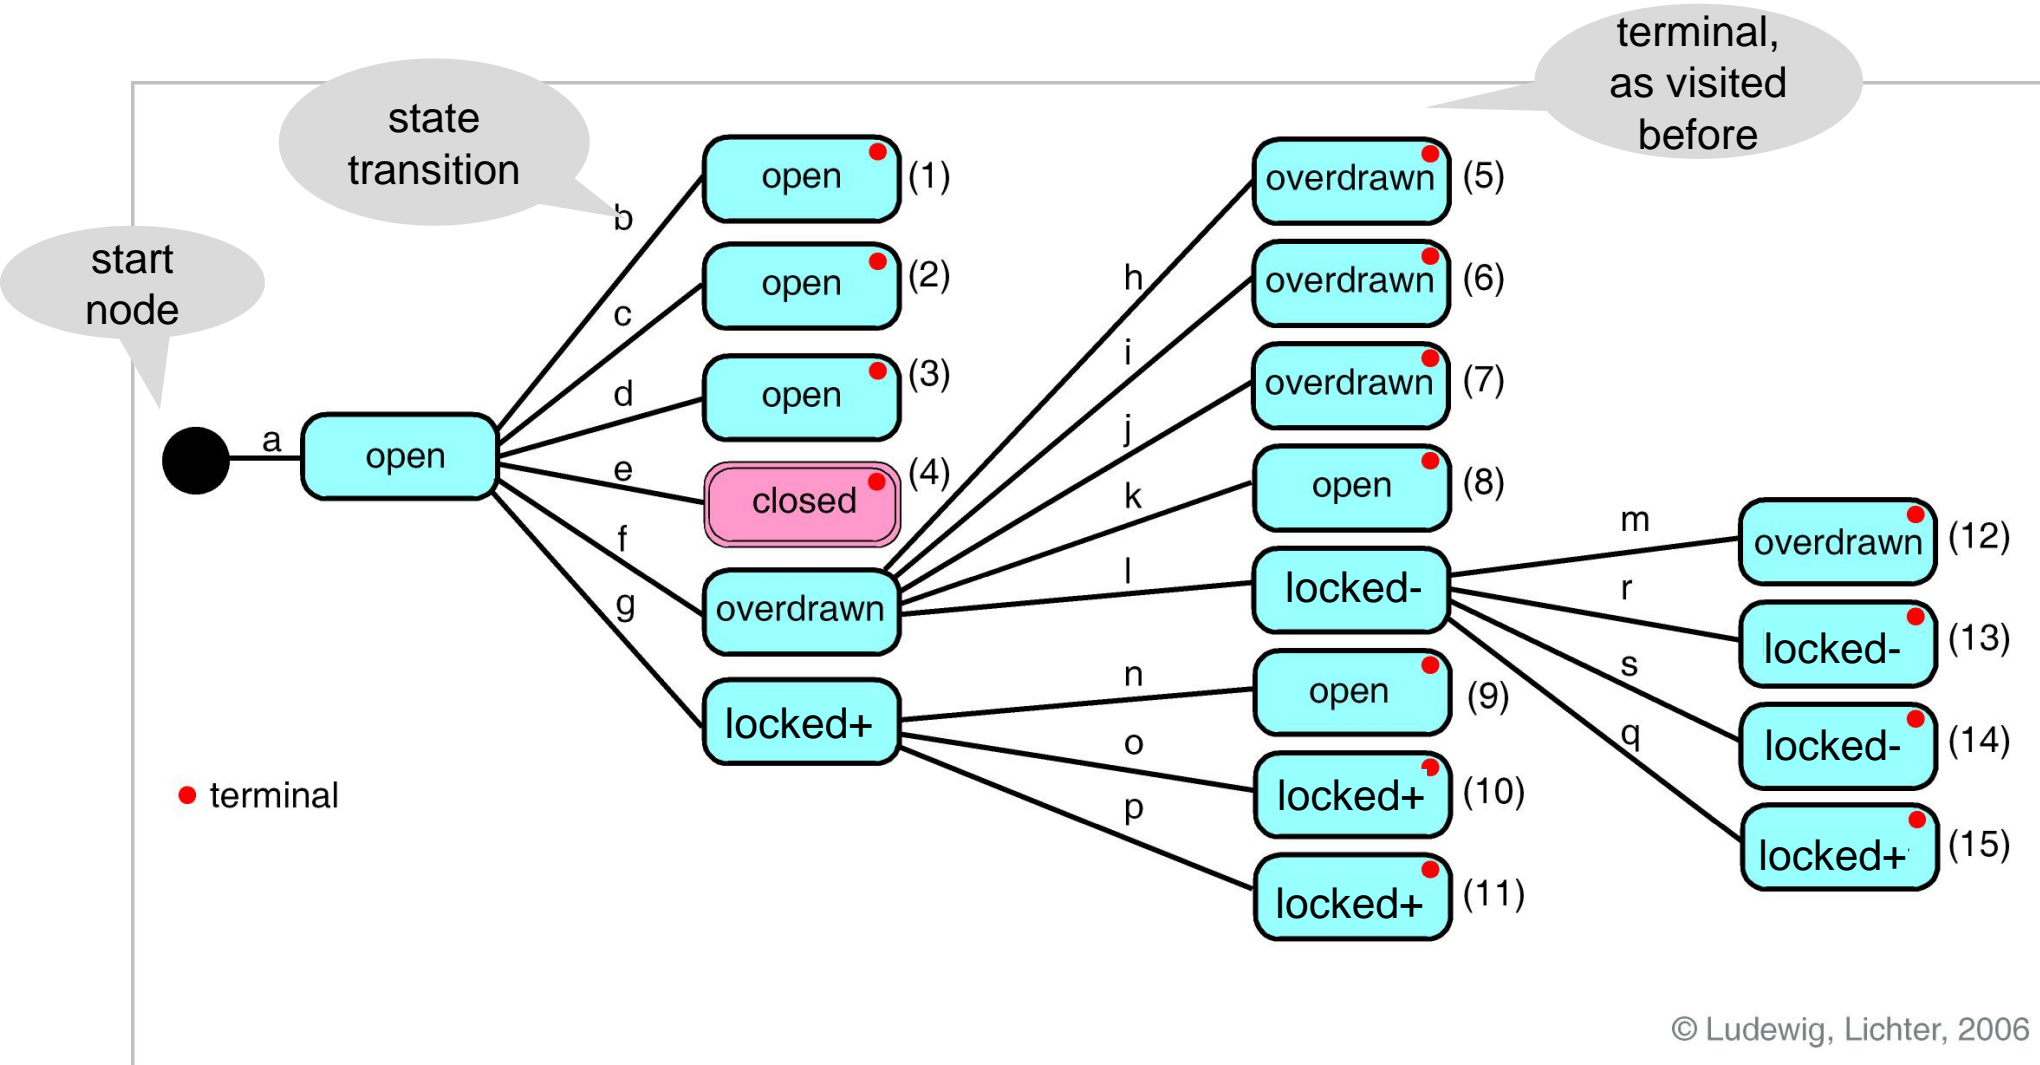 terminal,
as visited
before
state
transition
start
node
a
open
b
c
d
e
f
g
open
(1)
open
(2)
open
(3)
closed
(4)
overdrawn
locked+
h
i
j
k
l
n
o
p
overdrawn
(5)
overdrawn
(6)
overdrawn
(7)
open
(8)
locked-
open
(9)
locked+
(10)
locked+
(11)
m
r
s
q
overdrawn
(12)
locked-
(13)
locked-
(14)
locked+
(15)
terminal
© Ludewig, Lichter, 2006